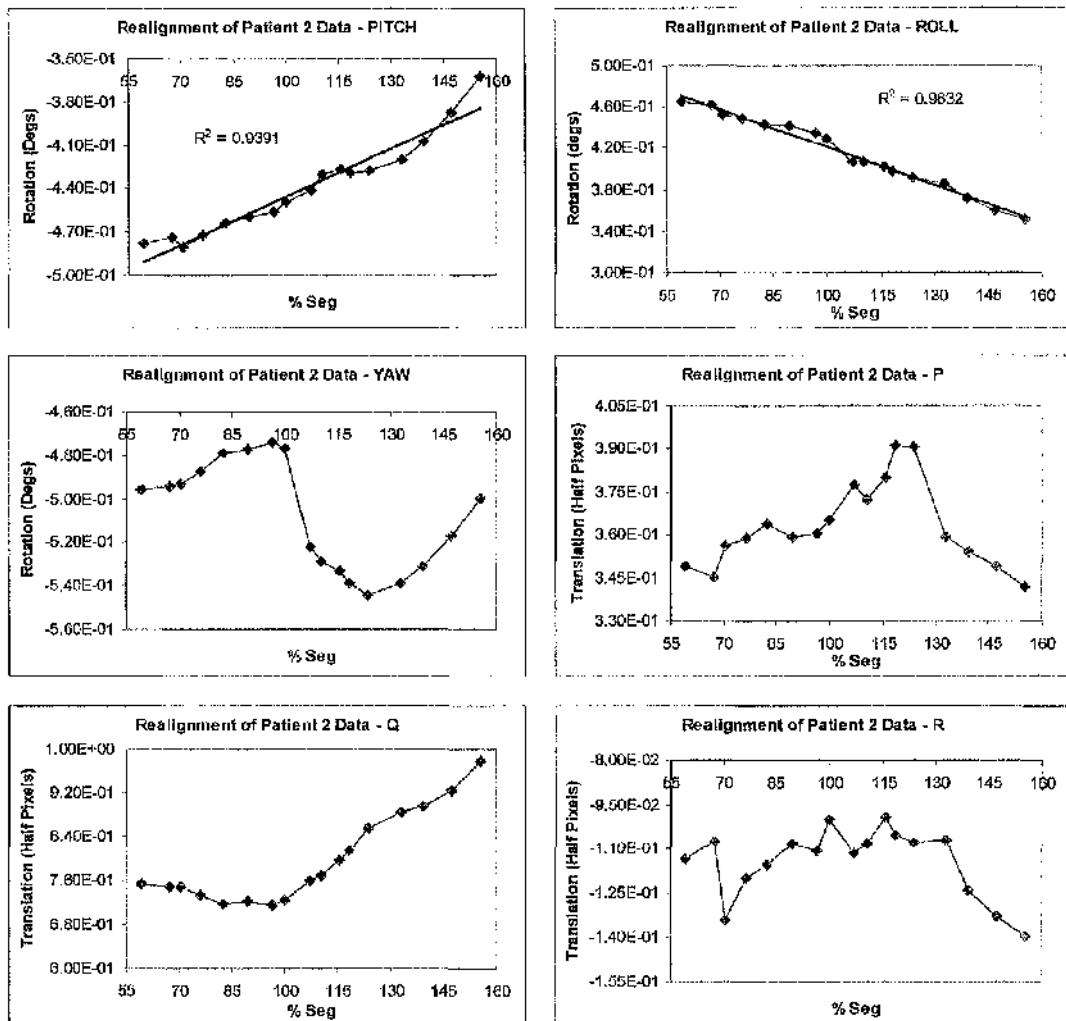 Realignment of Patient 2 Data - PITCH
-3.50E-01
55 70 85 100 115 130 145 160
-3.80E-01
R² = 0.9391
-4.10E-01
-4.40E-01
-4.70E-01
-5.00E-01
Rotation (Degs)
% Seg
Realignment of Patient 2 Data - ROLL
5.00E-01
R² = 0.9832
4.60E-01
4.20E-01
3.80E-01
3.40E-01
3.00E-01
Rotation (degs)
55 70 85 100 115 130 145 160
% Seg
Realignment of Patient 2 Data - YAW
-4.60E-01
55 70 85 100 115 130 145 160
-4.80E-01
-5.00E-01
-5.20E-01
-5.40E-01
-5.60E-01
Rotation (Degs)
% Seg
Realignment of Patient 2 Data - P
4.05E-01
3.90E-01
3.75E-01
3.60E-01
3.45E-01
3.30E-01
Translation (Half Pixels)
55 70 85 100 115 130 145 160
% Seg
Realignment of Patient 2 Data - Q
1.00E+00
9.20E-01
8.40E-01
7.60E-01
6.80E-01
6.00E-01
Translation (Half Pixels)
55 70 85 100 115 130 145 160
% Seg
Realignment of Patient 2 Data - R
-8.00E-02
55 70 85 100 115 130 145 160
-9.50E-02
-1.10E-01
-1.25E-01
-1.40E-01
-1.55E-01
Translation (Half Pixels)
% Seg